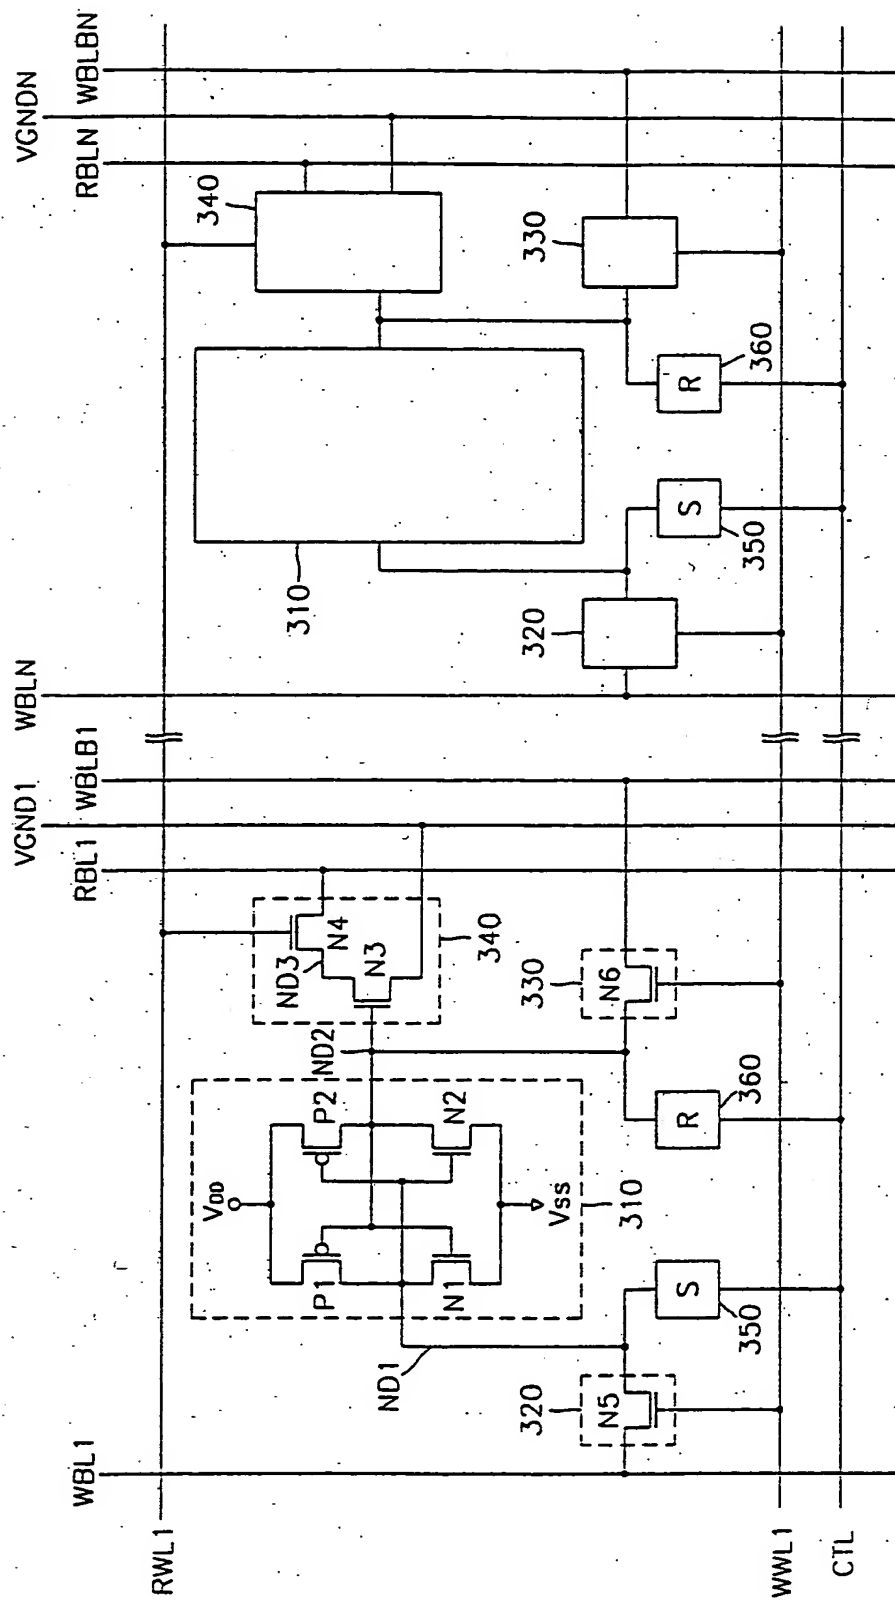 WBL1
RBL1
VGND1
WBLB1
WBLN
RBLN
VGNDN
WBLBN
RWL1
VDD
P1
P2
N1
N2
VSS
310
ND1
ND2
ND3
N4
N3
340
320
N5
S
350
R
360
330
N6
310
340
320
S
350
R
360
330
WWL1
CTL